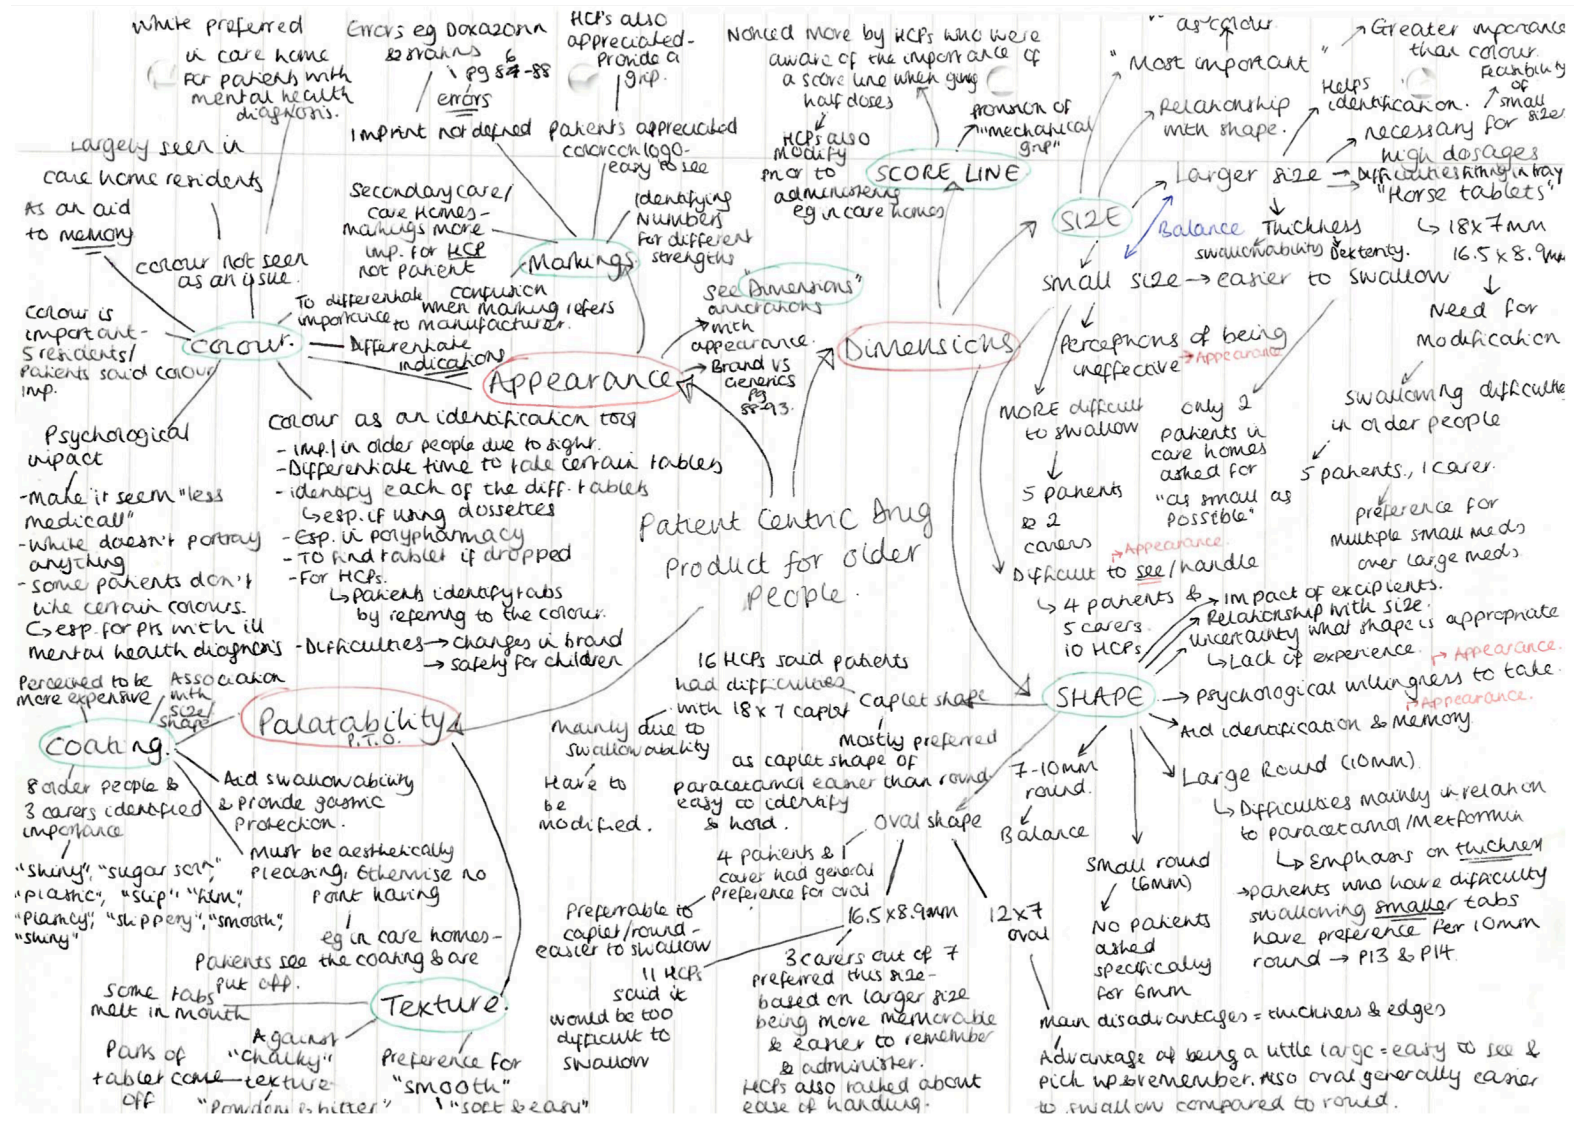 White preferred
in care home
for patients with
mental health
diagnosis.
Errors eg Doxazosin
& strains
6
pg 87-88
errors
Imprint not defined
HCPs also
appreciated-
Provide a
grip.
Patients appreciated
colorcon logo-
easy to see
Noticed more by HCPs who were
aware of the importance of
a score line when giving
half doses
HCPs also
modify
prior to
administering
eg in care homes
provision of
"mechanical
grip"
SCORE LINE
as colour
"Most important"
Relationship
with shape.
Greater importance
than colour.
Helps
identification.
Feasibility
of
small
size
necessary for
high dosages
SIZE
Larger size → Difficulties fitting in tray
"Horse tablets"
↳ 18x7mm
16.5 x 8.9mm
Balance
Thickness
swallowability
Dexterity.
small size → easier to swallow
Need for
modification
swallowing difficulties
in older people
5 patients, 1 carer.
preference for
multiple small meds
over large meds.
Perceptions of being
ineffective
→ Appearance
MORE difficult
to swallow
5 patients
& 2
carers
only 2
patients in
care homes
asked for
"as small as
possible"
→ Appearance.
Difficult to see/handle
↳ 4 patients &
5 carers.
10 HCPs
Largely seen in
care home residents
As an aid
to memory
colour not seen
as an issue.
Secondary care/
care homes-
markings more
imp. for HCP
not patient
Identifying
numbers
for different
strengths
Markings
confusion
when marking refers
to manufacturer.
To differentiate
importance
Differentiate
indications
Colour.
colour is
important-
5 residents/
Patients said colour
imp.
Appearance
see "Dimensions"
annotations
with
appearance.
Brand vs
Generics
Pg
88-93.
Dimensions
Psychological
impact
-make it seem "less
medicall"
-white doesn't portray
anything
-some patients don't
like certain colours.
↳esp. for pts with ill
mental health diagnosis
colour as an identification tool
- imp./ in older people due to sight.
-Differentiate time to take certain tablets
- identify each of the diff. tablets
↳esp. if using dossettes
- Esp. in polypharmacy
- To find tablet if dropped
-For HCPs.
↳patients identify tabs
by referring to the colour.
-Difficulties → changes in brand
→ safety for children
Patient Centric Drug
Product for older
People.
SHAPE
→ impact of excipients.
Relationship with size.
uncertainty what shape is appropriate
↳Lack of experience.
→ Appearance.
→ psychological willingness to take.
→Appearance.
Aid identification & Memory
Perceived to be
more expensive
Association
with
size/
shape
Coating.
Palatability
P.T.O.
8 older people &
3 carers identified
importance
"shiny", "sugar soln",
"plastic", "slip" "film",
"slippery", "smooth",
"shiny"
Aid swallowability
& provide gastric
protection.
Must be aesthetically
pleasing, otherwise no
point having
eg in care homes-
patients see the coating & are
put off.
Texture.
some tabs
melt in mouth
Against
"chalky"
texture
Parts of
tablet come
off
"Powdery & bitter"
Preference for
"smooth"
"soft & easy"
16 HCPs said patients
had difficulties
with 18x7 caplet
mainly due to
swallowability
Have to
be
modified.
Caplet shape
mostly preferred
as caplet shape of
paracetamol easier than round
easy to identify
& hold.
oval shape
4 patients & 1
carer had general
preference for oval
Preferrable to
caplet/round-
easier to swallow
16.5x8.9mm
11 HCPs
said it
would be too
difficult to
swallow
3 carers out of 7
preferred this size-
based on larger size
being more memorable
& easier to remember
& administer.
HCPs also talked about
ease of handling.
12x7
oval
main disadvantages = thickness & edges
Advantage of being a little large = easy to see &
pick up & remember. Also oval generally easier
to swallow compared to round.
7-10mm
round.
Balance
small round
(6mm)
No patients
asked
specifically
for 6mm
Large Round (10mm)
↳Difficulties mainly in relation
to paracetamol/metformin
↳ Emphasis on thickness
→patients who have difficulty
swallowing smaller tabs
have preference for 10mm
round → P13 & P14